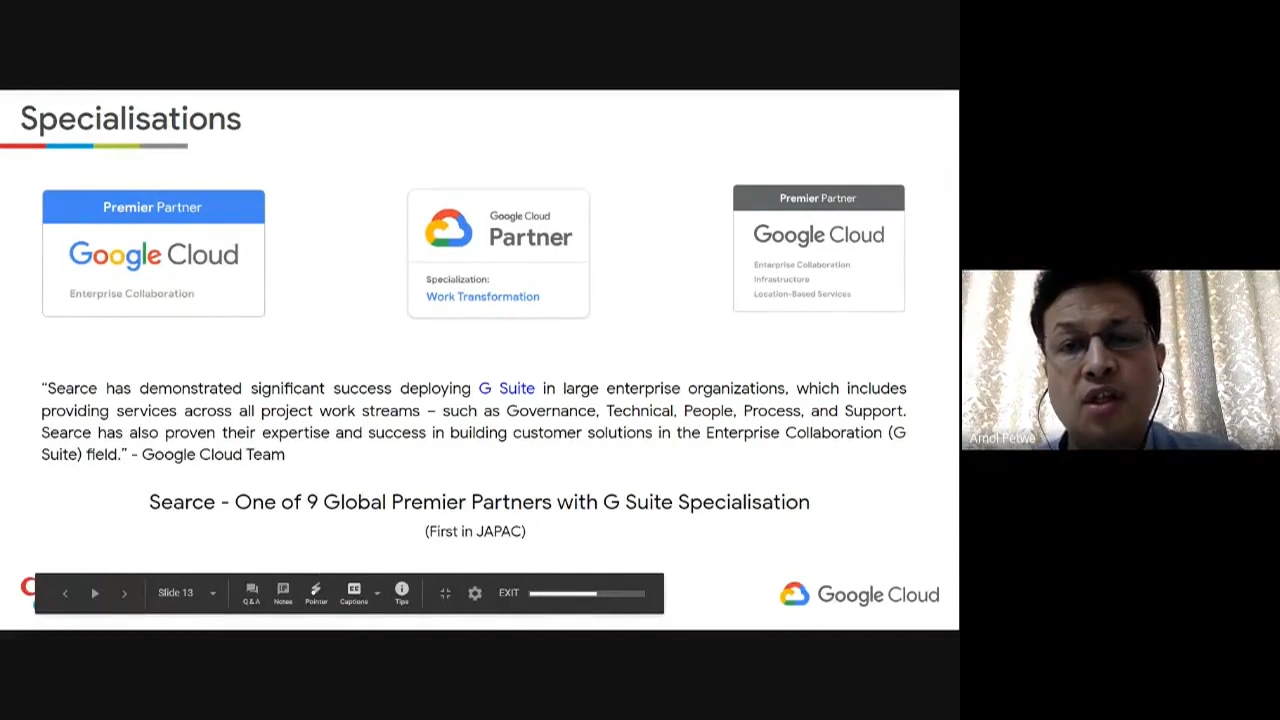 Specialisations
Premier Partner
Google Cloud
Enterprise Collaboration
Google Cloud
Partner
Specialization:
Work Transformation
Premier Partner
Google Cloud
Enterprise Collaboration
Infrastructure
Location-Based Services
“Searce has demonstrated significant success deploying G Suite in large enterprise organizations, which includes
providing services across all project work streams – such as Governance, Technical, People, Process, and Support.
Searce has also proven their expertise and success in building customer solutions in the Enterprise Collaboration (G
Suite) field.” - Google Cloud Team
Searce - One of 9 Global Premier Partners with G Suite Specialisation
(First in JAPAC)
Slide 13
Q&A
Notes
Pointer
CC
Captions
Tips
EXIT
Google Cloud
Amol Petwe